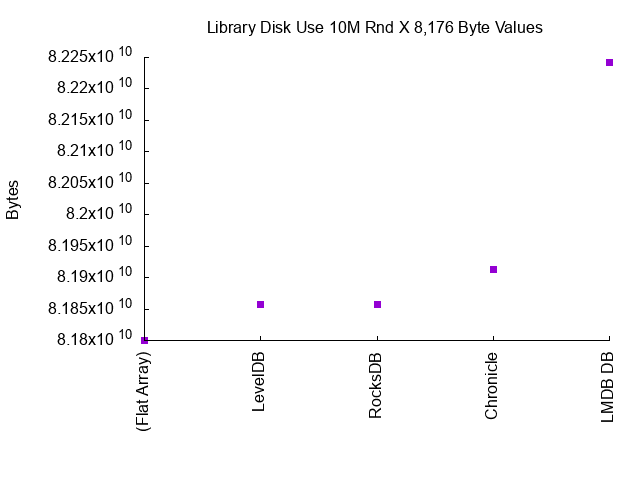 Library Disk Use 10M Rnd X 8,176 Byte Values
8.225x10 10
8.22x10 10
8.215x10 10
8.21x10 10
8.205x10 10
8.2x10 10
8.195x10 10
8.19x10 10
8.185x10 10
8.18x10 10
Bytes
(Flat Array)
LevelDB
RocksDB
Chronicle
LMDB DB